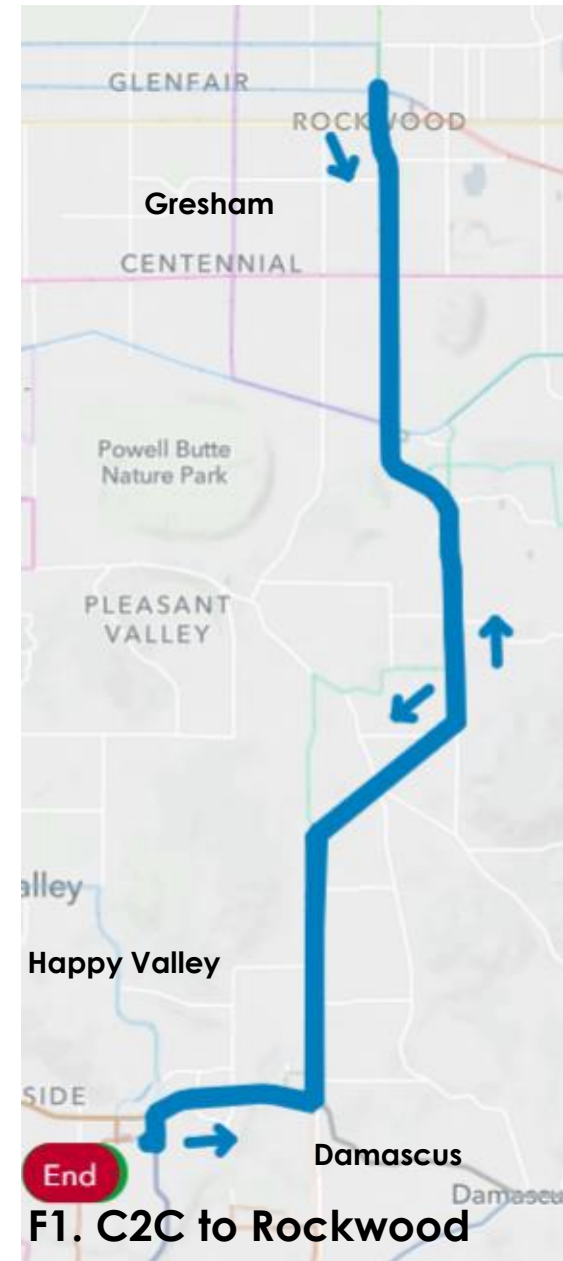 GLENFAIR
ROCKWOOD
Gresham
CENTENNIAL
Powell Butte
Nature Park
PLEASANT
VALLEY
alley
Happy Valley
SIDE
Damascus
End
Damascu
F1. C2C to Rockwood